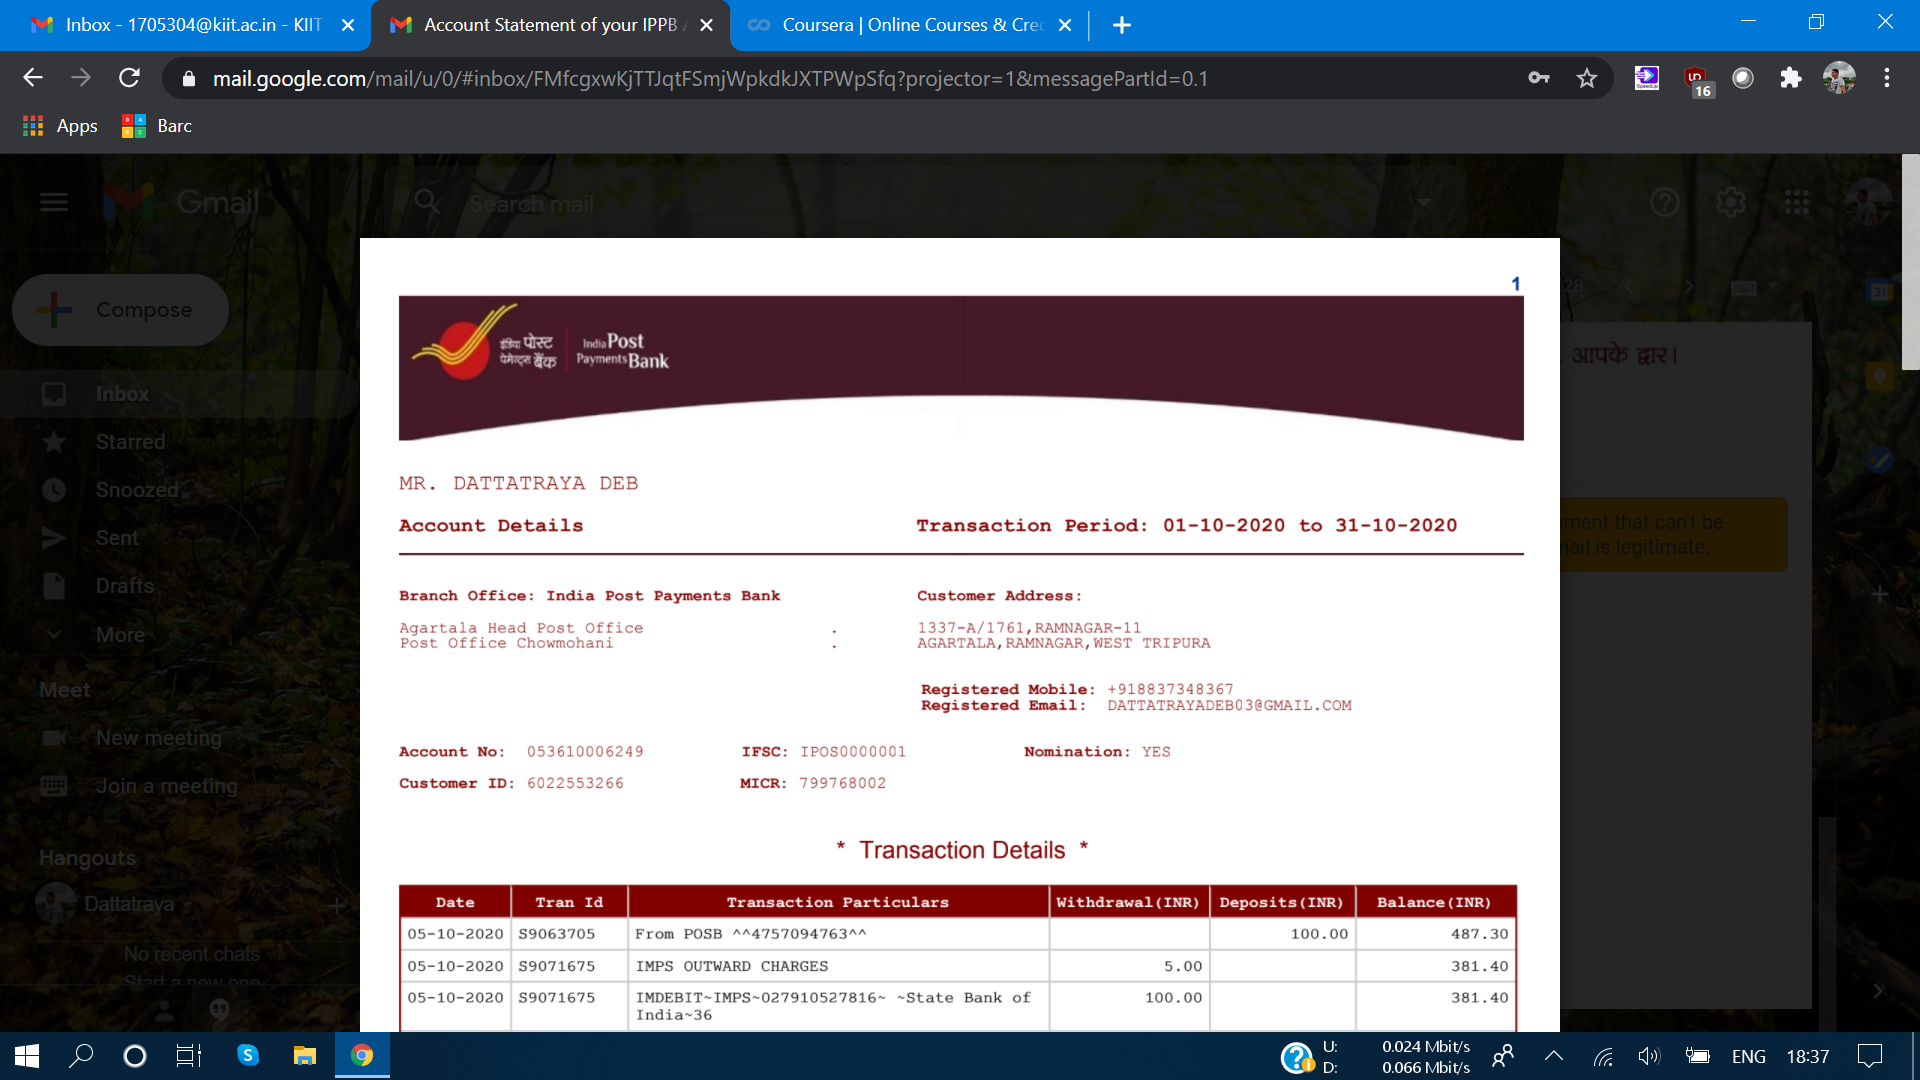 Inbox - 1705304@kiit.ac.in - KIIT
Account Statement of your IPPB
Coursera | Online Courses & Cre
mail.google.com/mail/u/0/#inbox/FMfcgxwKjTTJqtFSmjWpkdkJXTPWpSfq?projector=1&messagePartId=0.1
16
Apps
Barc
Gmail
Search mail
Compose
Inbox
Starred
Snoozed
Sent
Drafts
More
Meet
New meeting
Join a meeting
Hangouts
Dattatraya
No recent chats
Start a new one
28
31
आपके द्वार।
ment that can't be
nail is legitimate.
1
इंडिया पोस्ट
पेमेन्ट्स बैंक
India Post
Payments Bank
MR. DATTATRAYA DEB
Account Details
Transaction Period: 01-10-2020 to 31-10-2020
Branch Office: India Post Payments Bank
Customer Address:
Agartala Head Post Office . 1337-A/1761,RAMNAGAR-11
Post Office Chowmohani . AGARTALA,RAMNAGAR,WEST TRIPURA
Registered Mobile: +918837348367
Registered Email: DATTATRAYADEB03@GMAIL.COM
Account No: 053610006249 IFSC: IPOS0000001 Nomination: YES
Customer ID: 6022553266 MICR: 799768002
* Transaction Details *
Date Tran Id Transaction Particulars Withdrawal(INR) Deposits(INR) Balance(INR)
05-10-2020 S9063705 From POSB ^^4757094763^^ 100.00 487.30
05-10-2020 S9071675 IMPS OUTWARD CHARGES 5.00 381.40
05-10-2020 S9071675 IMDEBIT~IMPS~027910527816~ ~State Bank of 100.00 381.40
India~36
U: 0.024 Mbit/s
D: 0.066 Mbit/s
ENG
18:37